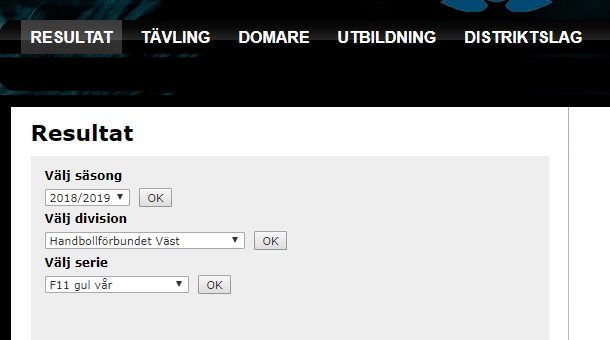 RESULTAT TÄVLING DOMARE UTBILDNING DISTRIKTSLAG
Resultat
Välj säsong
2018/2019 OK
Välj division
Handbollförbundet Väst OK
Välj serie
F11 gul vår OK